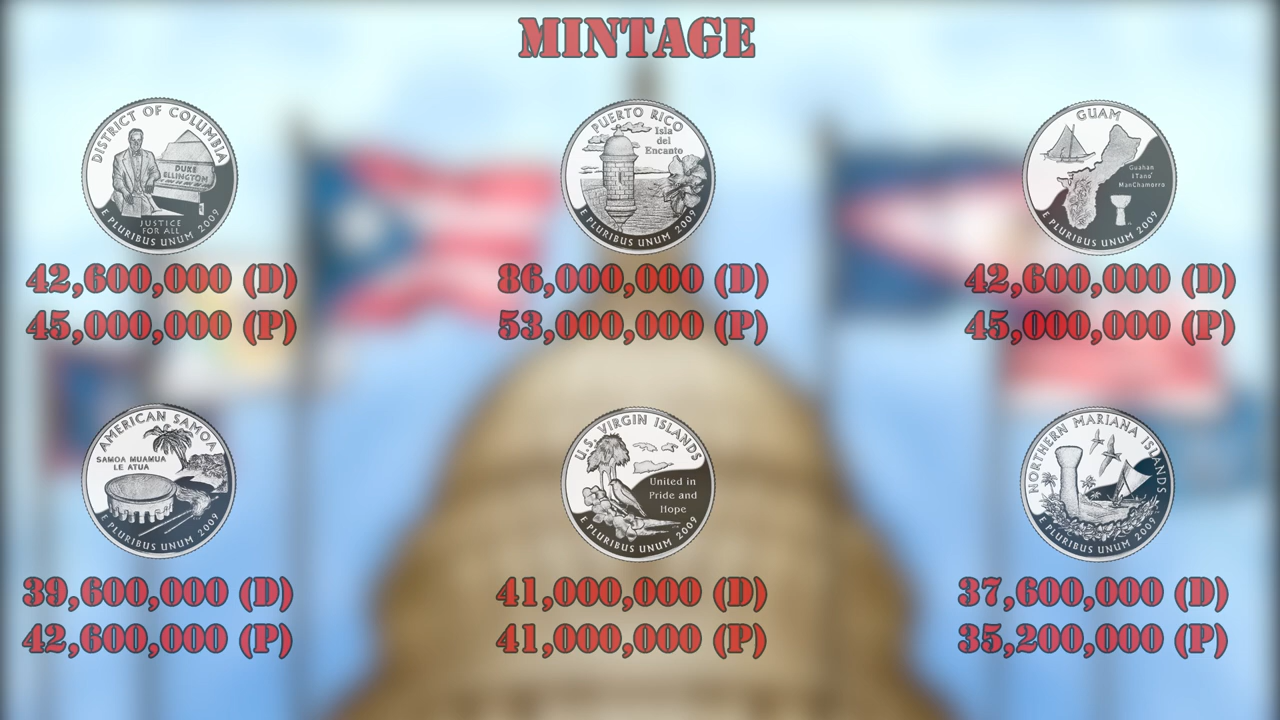 MINTAGE
DISTRICT OF COLUMBIA
DUKE
ELLINGTON
JUSTICE
FOR ALL
E PLURIBUS UNUM 2009
42,600,000 (D)
45,000,000 (P)
PUERTO RICO
Isla
del
Encanto
E PLURIBUS UNUM 2009
86,000,000 (D)
53,000,000 (P)
GUAM
Guahan
I Tano'
ManChamorro
E PLURIBUS UNUM 2009
42,600,000 (D)
45,000,000 (P)
AMERICAN SAMOA
SAMOA MUAMUA
LE ATUA
E PLURIBUS UNUM 2009
39,600,000 (D)
42,600,000 (P)
U.S. VIRGIN ISLANDS
United in
Pride and
Hope
E PLURIBUS UNUM 2009
41,000,000 (D)
41,000,000 (P)
NORTHERN MARIANA ISLANDS
E PLURIBUS UNUM 2009
37,600,000 (D)
35,200,000 (P)